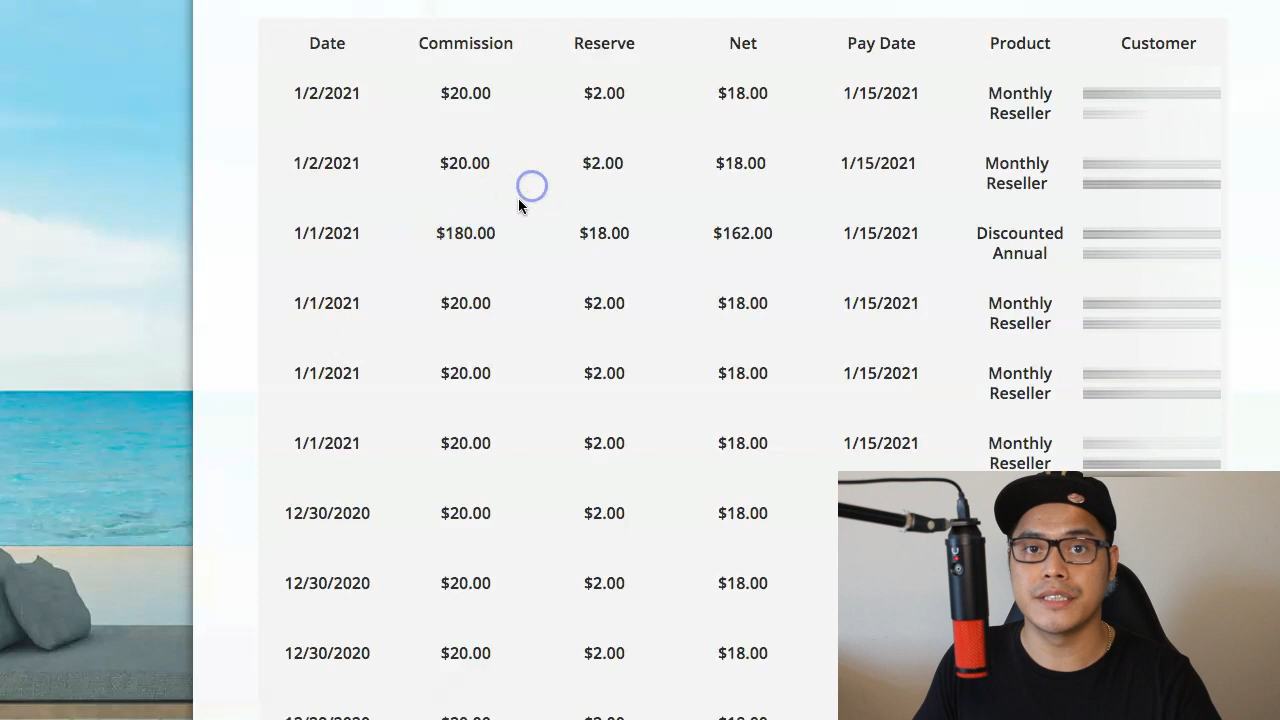 Date Commission Reserve Net Pay Date Product Customer
1/2/2021 $20.00 $2.00 $18.00 1/15/2021 Monthly
Reseller
1/2/2021 $20.00 $2.00 $18.00 1/15/2021 Monthly
Reseller
1/1/2021 $180.00 $18.00 $162.00 1/15/2021 Discounted
Annual
1/1/2021 $20.00 $2.00 $18.00 1/15/2021 Monthly
Reseller
1/1/2021 $20.00 $2.00 $18.00 1/15/2021 Monthly
Reseller
1/1/2021 $20.00 $2.00 $18.00 1/15/2021 Monthly
Reseller
12/30/2020 $20.00 $2.00 $18.00
12/30/2020 $20.00 $2.00 $18.00
12/30/2020 $20.00 $2.00 $18.00